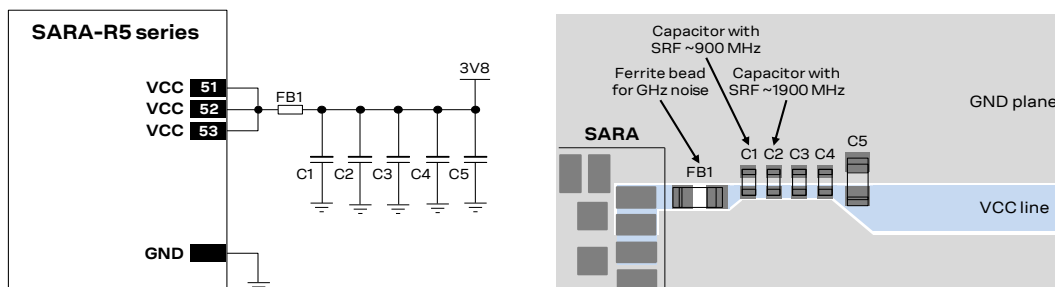 SARA-R5 series
3V8
VCC 51
FB1
VCC 52
VCC 53
C1 C2 C3 C4 C5
GND
Capacitor with
SRF ~900 MHz
Ferrite bead
for GHz noise
Capacitor with
SRF ~1900 MHz
GND plane
SARA
C1 C2 C3 C4 C5
FB1
VCC line